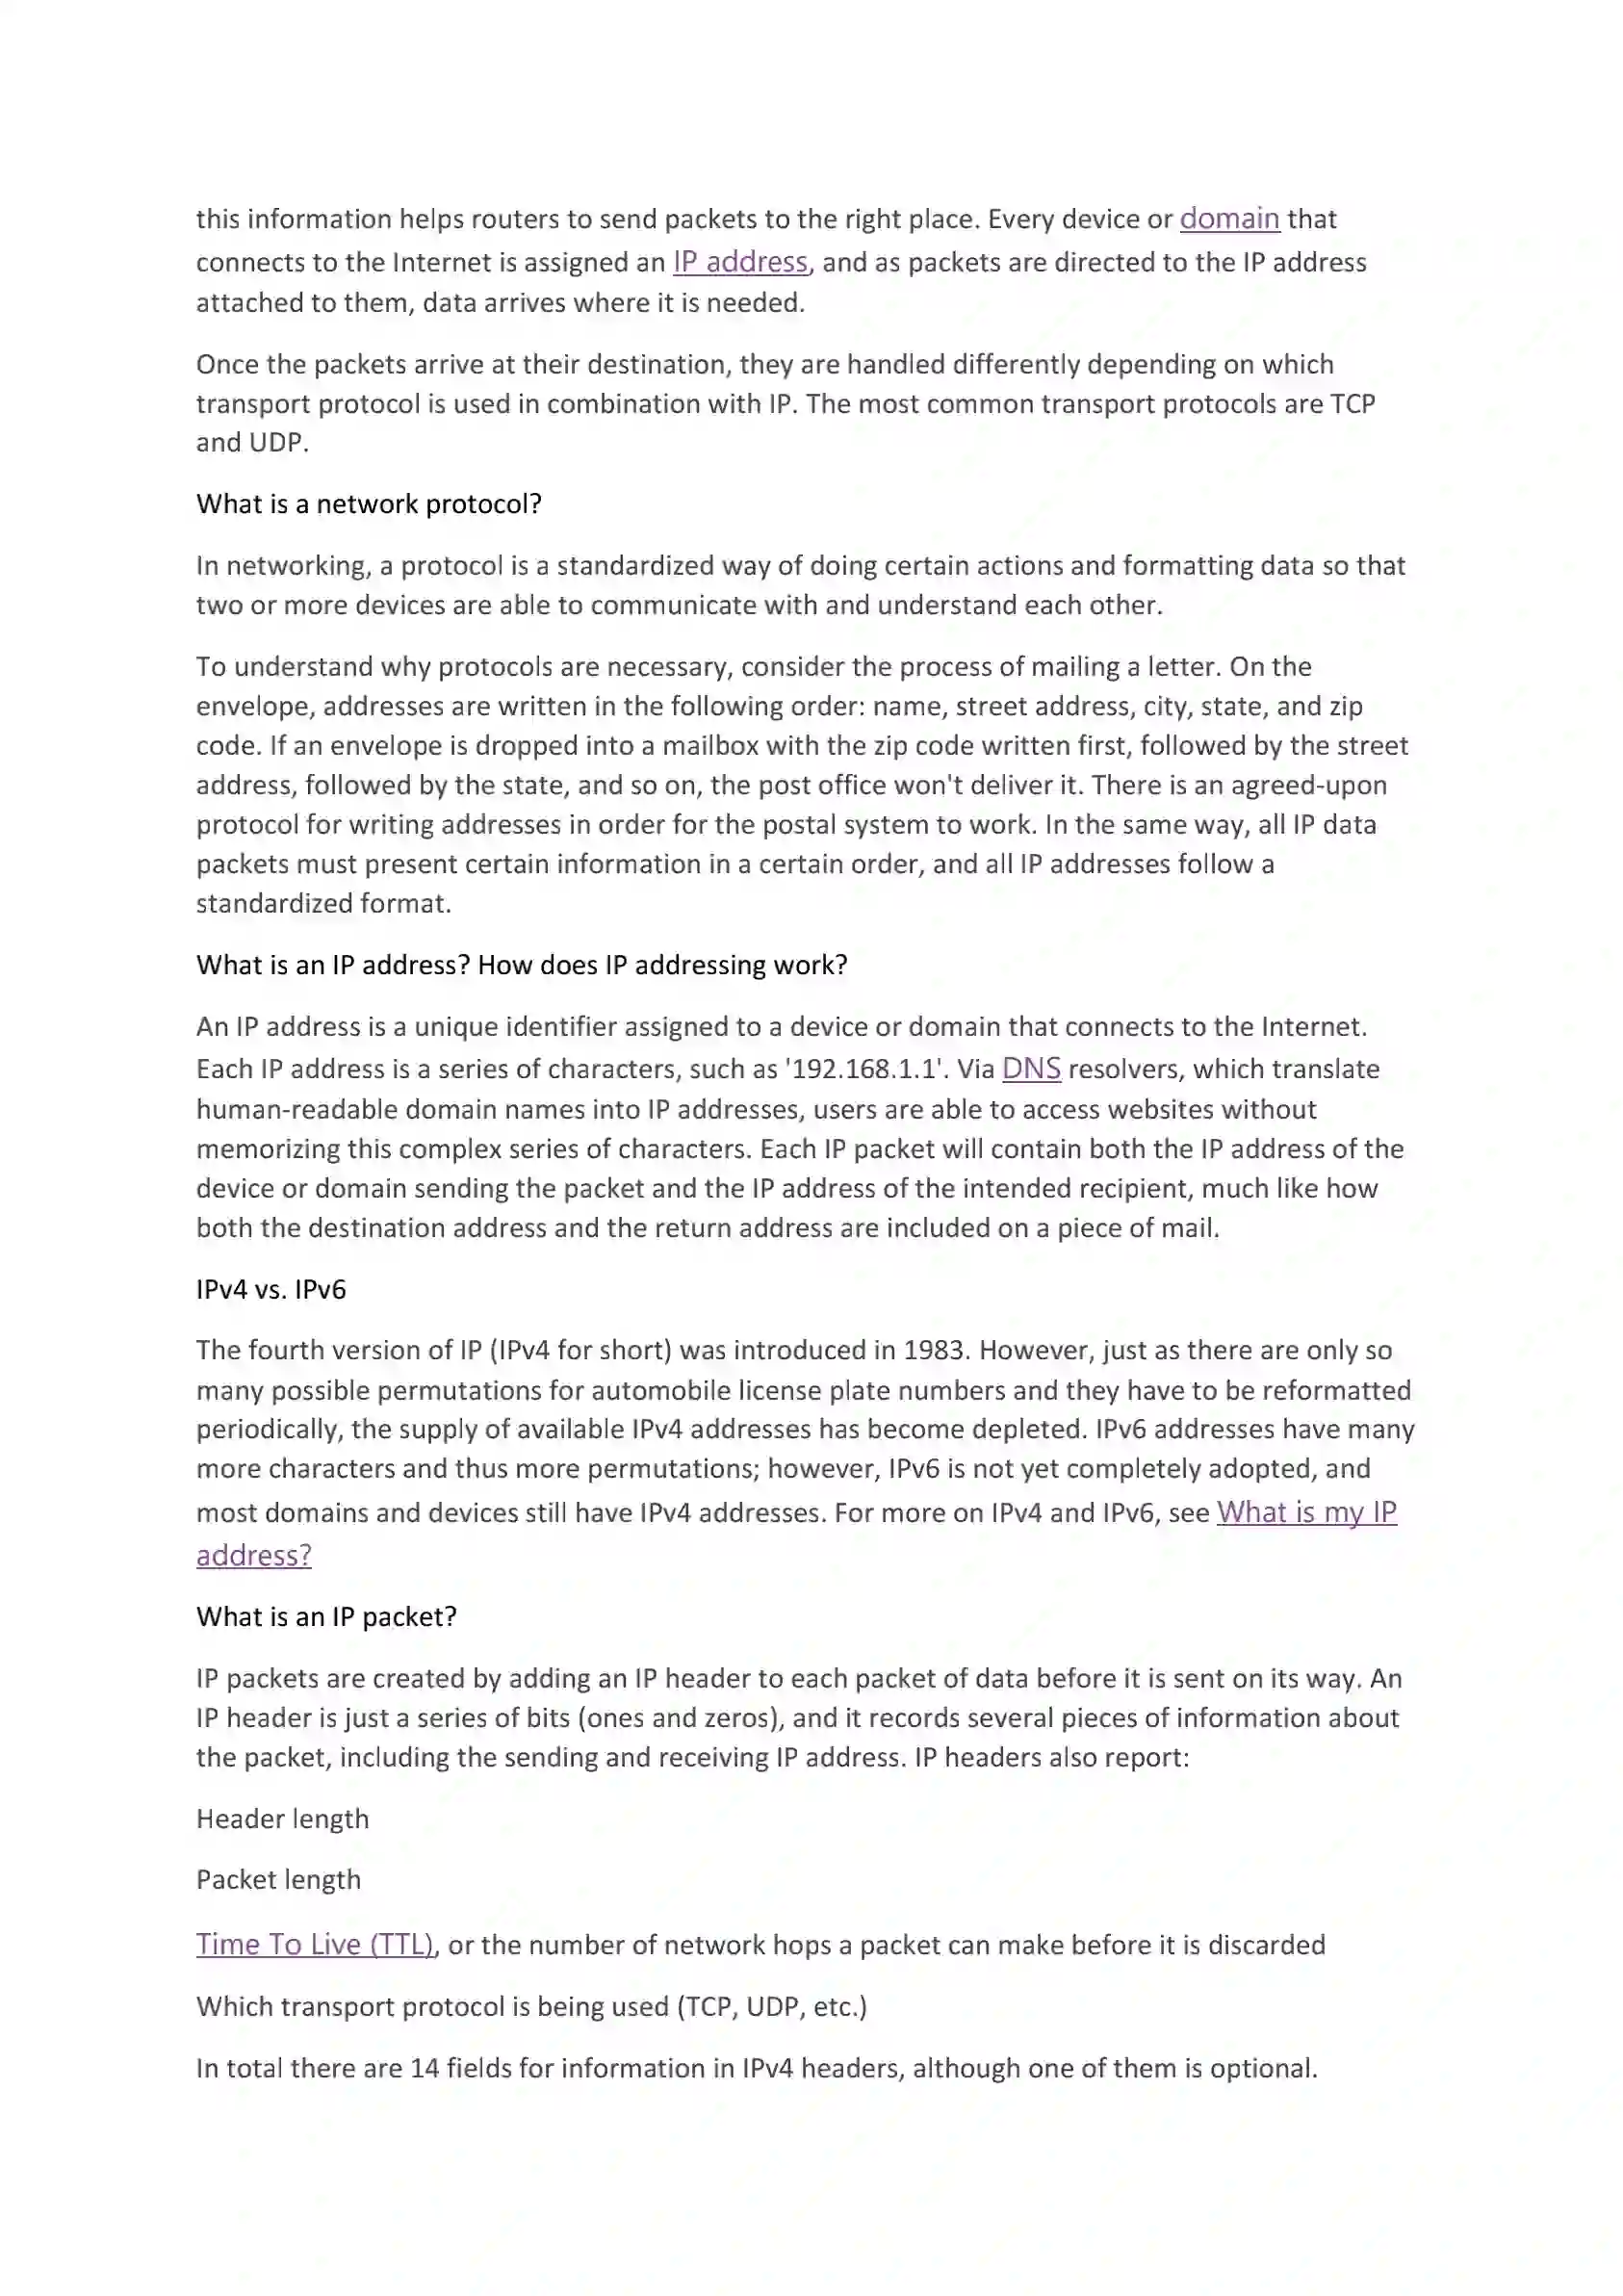 this information helps routers to send packets to the right place. Every device or domain that
connects to the Internet is assigned an IP address, and as packets are directed to the IP address
attached to them, data arrives where it is needed.
Once the packets arrive at their destination, they are handled differently depending on which
transport protocol is used in combination with IP. The most common transport protocols are TCP
and UDP.
What is a network protocol?
In networking, a protocol is a standardized way of doing certain actions and formatting data so that
two or more devices are able to communicate with and understand each other.
To understand why protocols are necessary, consider the process of mailing a letter. On the
envelope, addresses are written in the following order: name, street address, city, state, and zip
code. If an envelope is dropped into a mailbox with the zip code written first, followed by the street
address, followed by the state, and so on, the post office won't deliver it. There is an agreed-upon
protocol for writing addresses in order for the postal system to work. In the same way, all IP data
packets must present certain information in a certain order, and all IP addresses follow a
standardized format.
What is an IP address? How does IP addressing work?
An IP address is a unique identifier assigned to a device or domain that connects to the Internet.
Each IP address is a series of characters, such as '192.168.1.1'. Via DNS resolvers, which translate
human-readable domain names into IP addresses, users are able to access websites without
memorizing this complex series of characters. Each IP packet will contain both the IP address of the
device or domain sending the packet and the IP address of the intended recipient, much like how
both the destination address and the return address are included on a piece of mail.
IPv4 vs. IPv6
The fourth version of IP (IPv4 for short) was introduced in 1983. However, just as there are only so
many possible permutations for automobile license plate numbers and they have to be reformatted
periodically, the supply of available IPv4 addresses has become depleted. IPv6 addresses have many
more characters and thus more permutations; however, IPv6 is not yet completely adopted, and
most domains and devices still have IPv4 addresses. For more on IPv4 and IPv6, see What is my IP
address?
What is an IP packet?
IP packets are created by adding an IP header to each packet of data before it is sent on its way. An
IP header is just a series of bits (ones and zeros), and it records several pieces of information about
the packet, including the sending and receiving IP address. IP headers also report:
Header length
Packet length
Time To Live (TTL), or the number of network hops a packet can make before it is discarded
Which transport protocol is being used (TCP, UDP, etc.)
In total there are 14 fields for information in IPv4 headers, although one of them is optional.